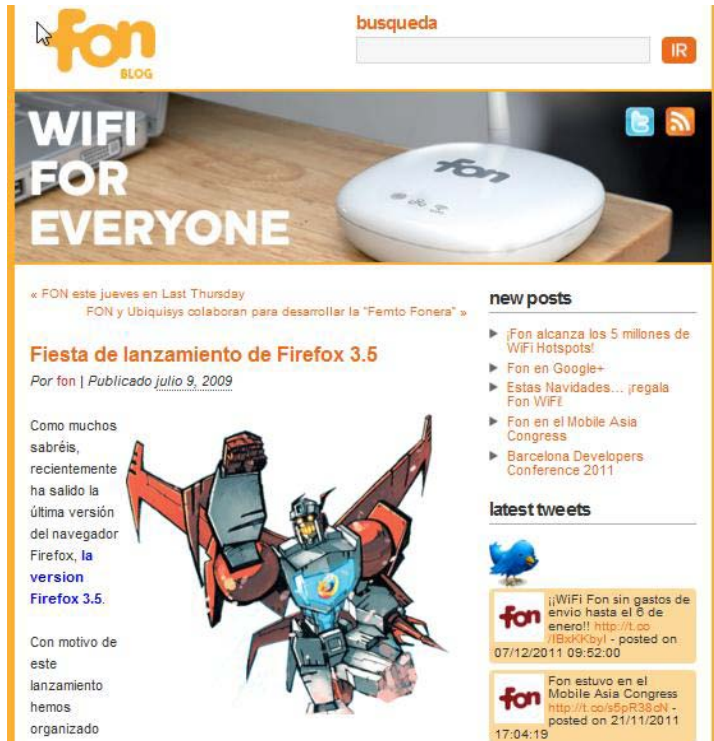 fon
BLOG
busqueda
IR
WIFI
FOR
EVERYONE
fon
« FON este jueves en Last Thursday
FON y Ubiquisys colaboran para desarrollar la "Femto Fonera" »
Fiesta de lanzamiento de Firefox 3.5
Por fon | Publicado julio 9, 2009
Como muchos
sabréis,
recientemente
ha salido la
última versión
del navegador
Firefox, la
version
Firefox 3.5.
Con motivo de
este
lanzamiento
hemos
organizado
new posts
¡Fon alcanza los 5 millones de
WiFi Hotspots!
Fon en Google+
Estas Navidades... ¡regala
Fon WiFi!
Fon en el Mobile Asia
Congress
Barcelona Developers
Conference 2011
latest tweets
fon
¡¡WiFi Fon sin gastos de
envio hasta el 6 de
enero!! http://t.co
/IBxKKbyI - posted on
07/12/2011 09:52:00
fon
Fon estuvo en el
Mobile Asia Congress
http://t.co/s5pR38cN -
posted on 21/11/2011
17:04:19